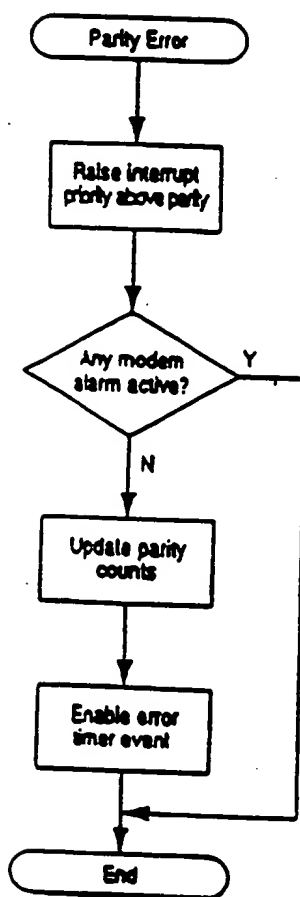 Parity Error
Raise interrupt
priority above parity
Any modem
alarm active?
Y
N
Update parity
counts
Enable error
timer event
End